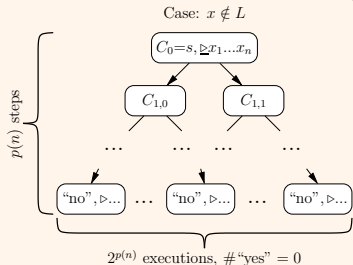 Case: x ∉ L
C₀=s, ▷x₁...xₙ
C₁,₀ C₁,₁
... ... ... ...
"no", ▷... ... "no", ▷... ... "no", ▷...
p(n) steps
2^{p(n)} executions, #"yes" = 0